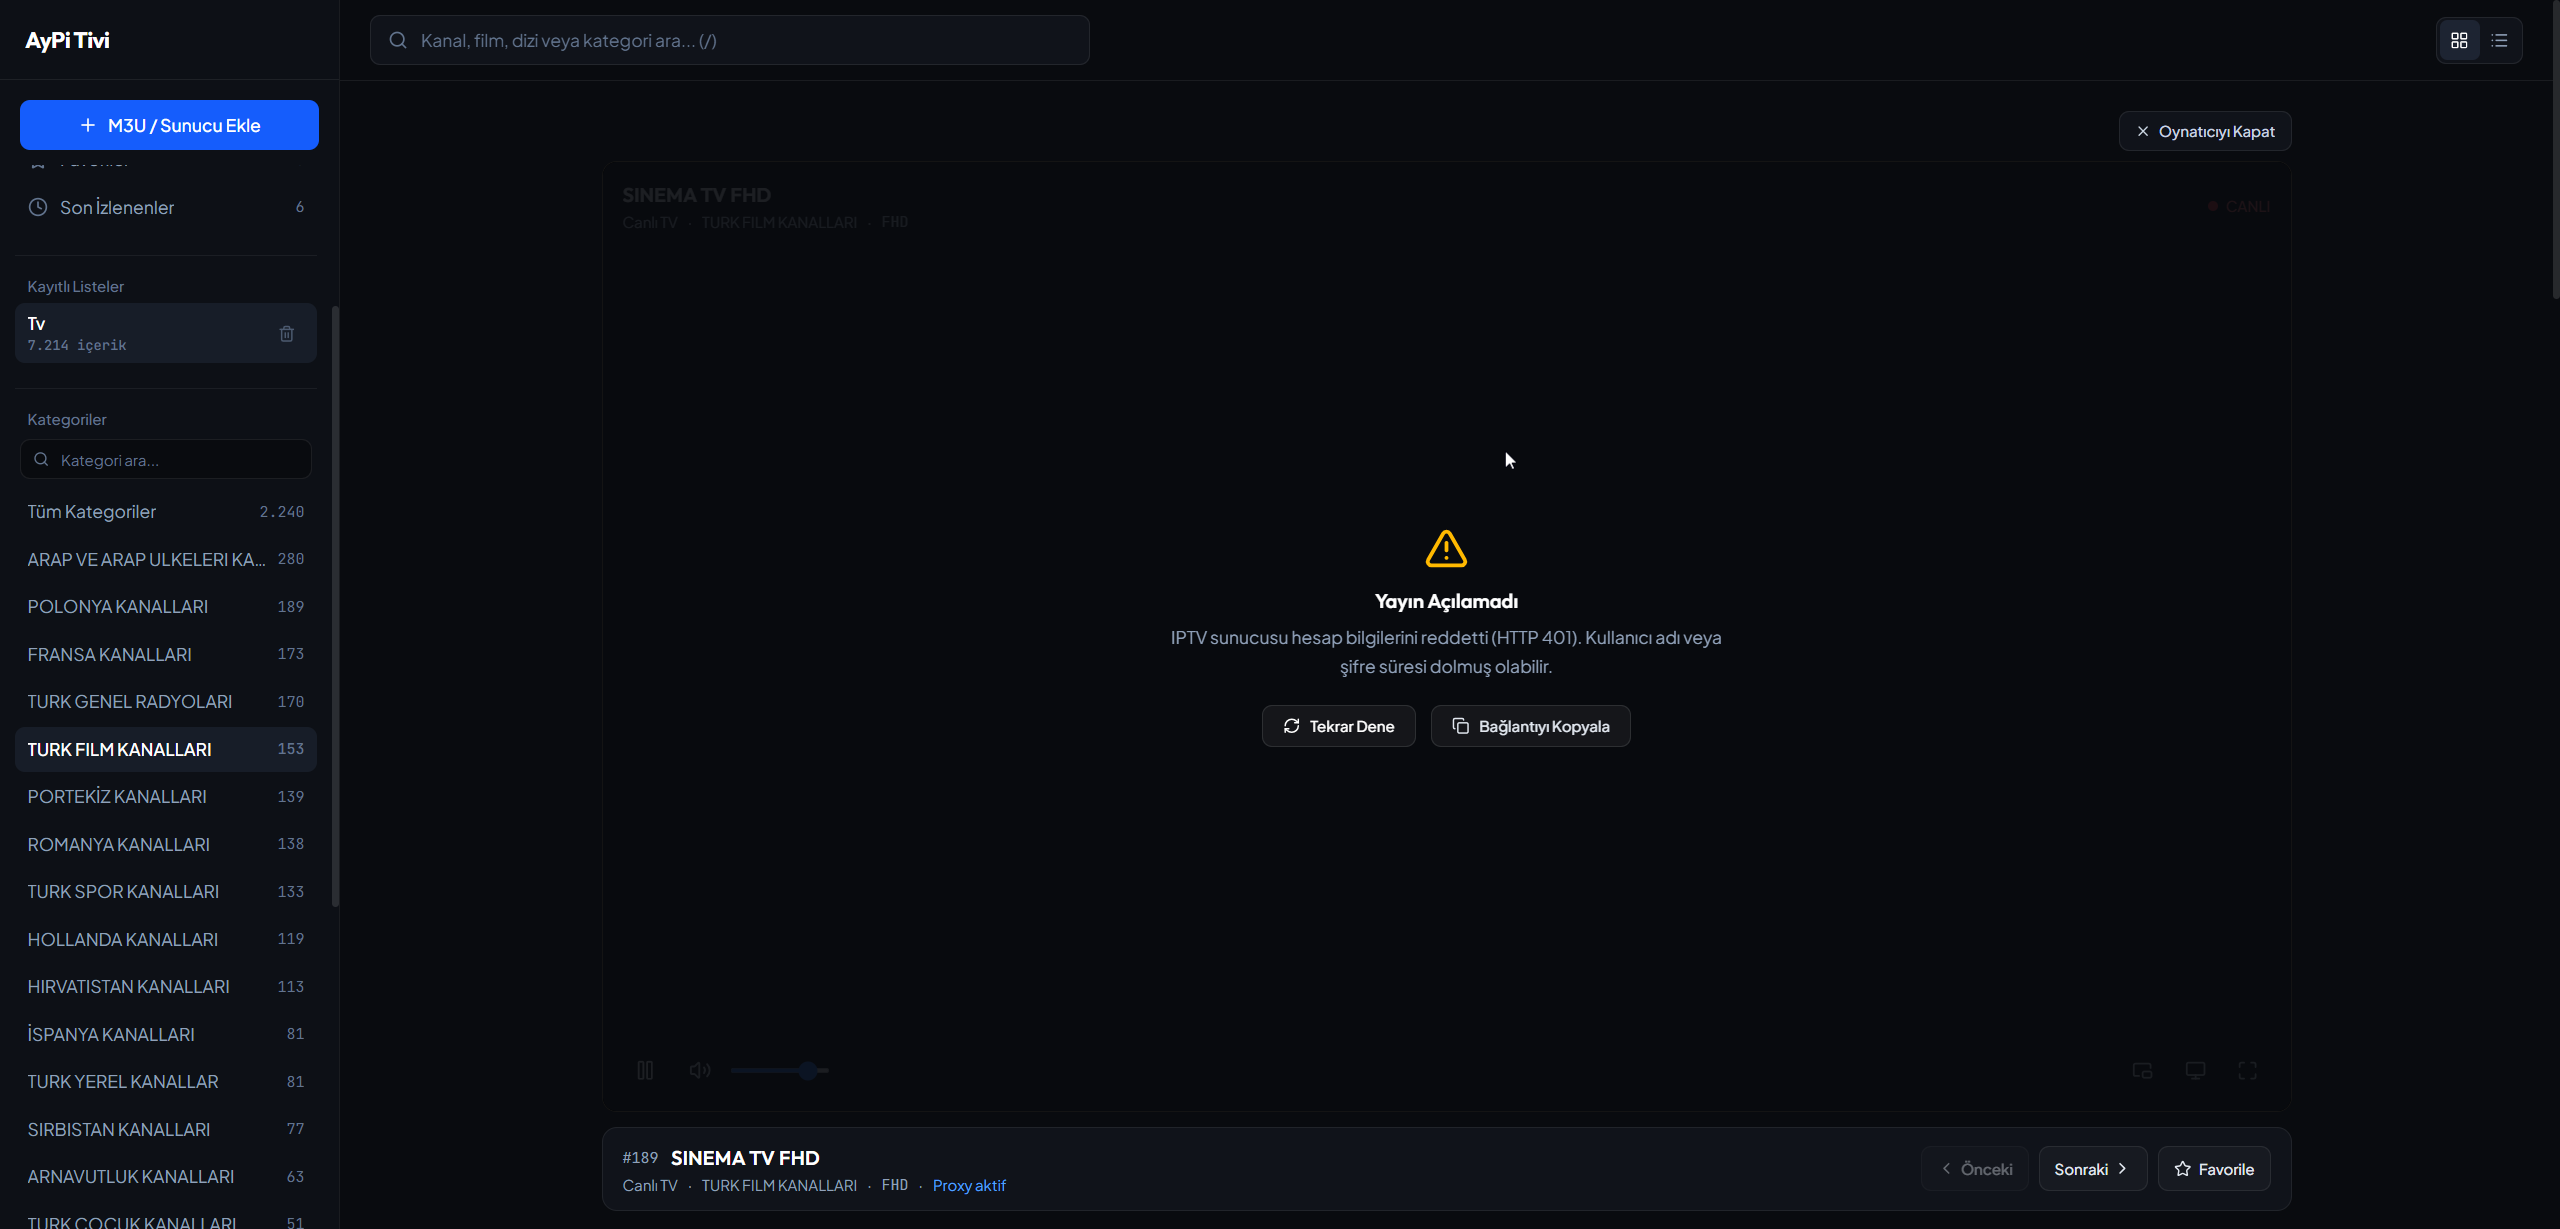 AyPi Tivi
Kanal, film, dizi veya kategori ara... (/)
M3U / Sunucu Ekle
Son İzlenenler 6
Kayıtlı Listeler
Tv
7.214 içerik
Kategoriler
Kategori ara...
Tüm Kategoriler 2.240
ARAP VE ARAP ULKELERI KA... 280
POLONYA KANALLARI 189
FRANSA KANALLARI 173
TURK GENEL RADYOLARI 170
TURK FILM KANALLARI 153
PORTEKİZ KANALLARI 139
ROMANYA KANALLARI 138
TURK SPOR KANALLARI 133
HOLLANDA KANALLARI 119
HIRVATISTAN KANALLARI 113
İSPANYA KANALLARI 81
TURK YEREL KANALLAR 81
SIRBISTAN KANALLARI 77
ARNAVUTLUK KANALLARI 63
TURK COCUK KANALLARI 51
Oynatıcıyı Kapat
SINEMA TV FHD
Canlı TV · TURK FILM KANALLARI · FHD
CANLI
Yayın Açılamadı
IPTV sunucusu hesap bilgilerini reddetti (HTTP 401). Kullanıcı adı veya
şifre süresi dolmuş olabilir.
Tekrar Dene
Bağlantıyı Kopyala
#189 SINEMA TV FHD
Canlı TV · TURK FILM KANALLARI · FHD · Proxy aktif
Önceki
Sonraki
Favorile